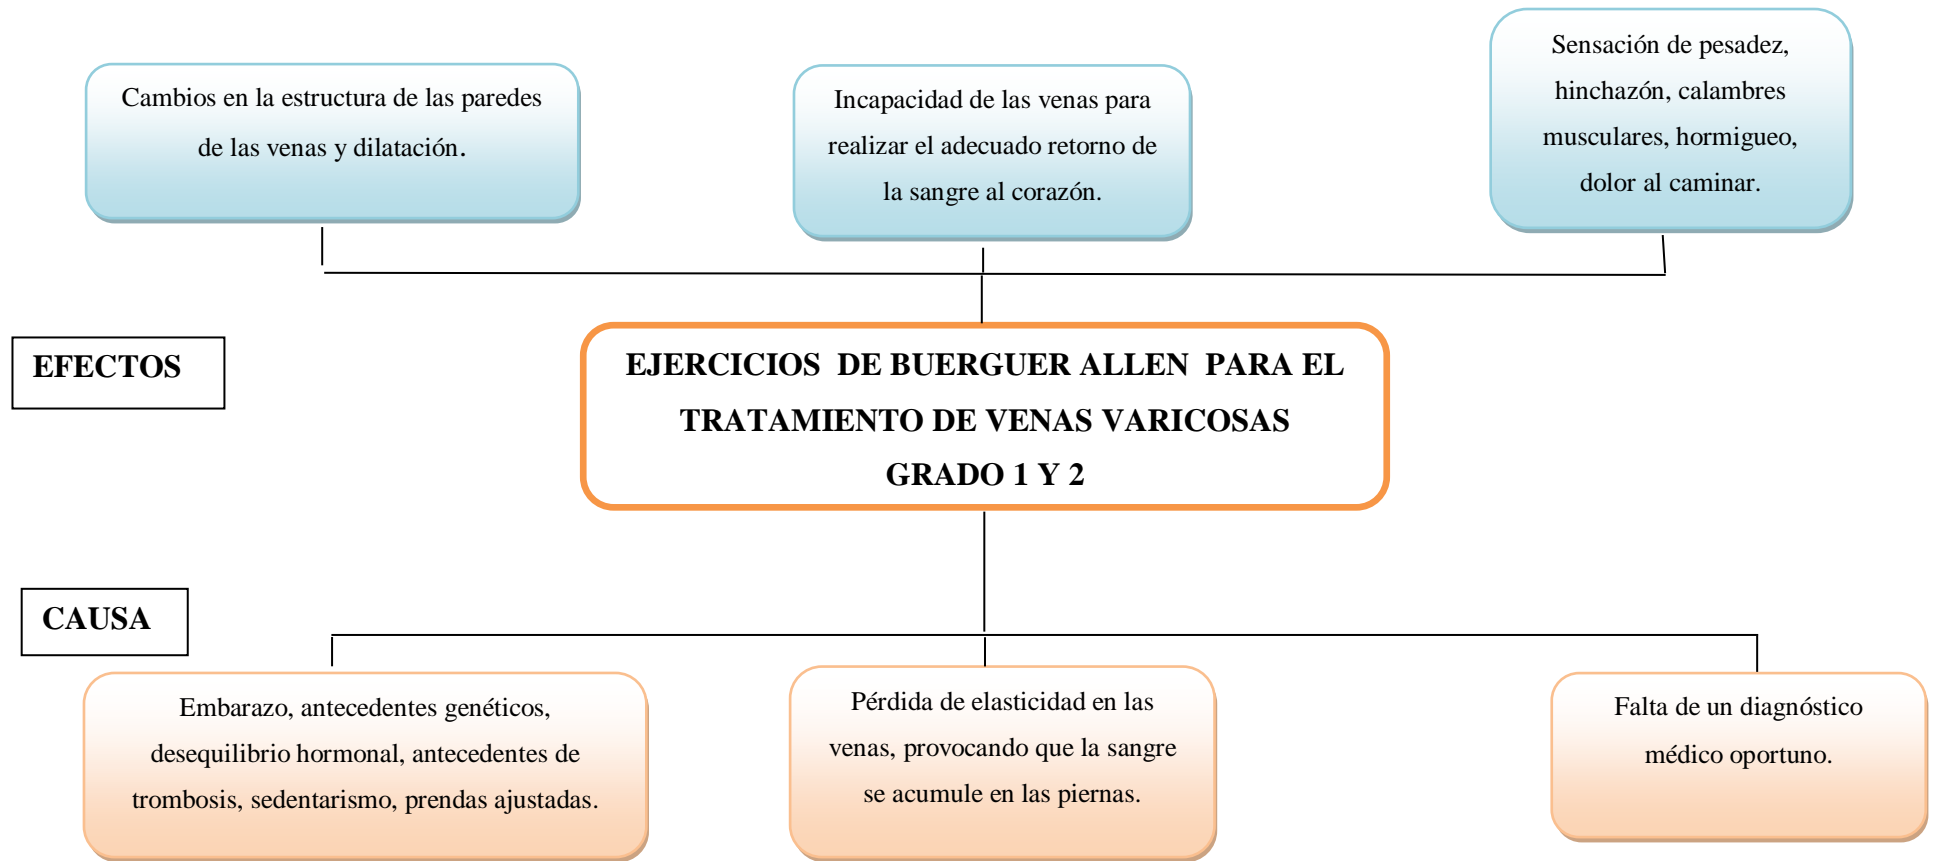 Cambios en la estructura de las paredes
de las venas y dilatación.
Incapacidad de las venas para
realizar el adecuado retorno de
la sangre al corazón.
Sensación de pesadez,
hinchazón, calambres
musculares, hormigueo,
dolor al caminar.
EFECTOS
EJERCICIOS DE BUERGUER ALLEN PARA EL
TRATAMIENTO DE VENAS VARICOSAS
GRADO 1 Y 2
CAUSA
Embarazo, antecedentes genéticos,
desequilibrio hormonal, antecedentes de
trombosis, sedentarismo, prendas ajustadas.
Pérdida de elasticidad en las
venas, provocando que la sangre
se acumule en las piernas.
Falta de un diagnóstico
médico oportuno.